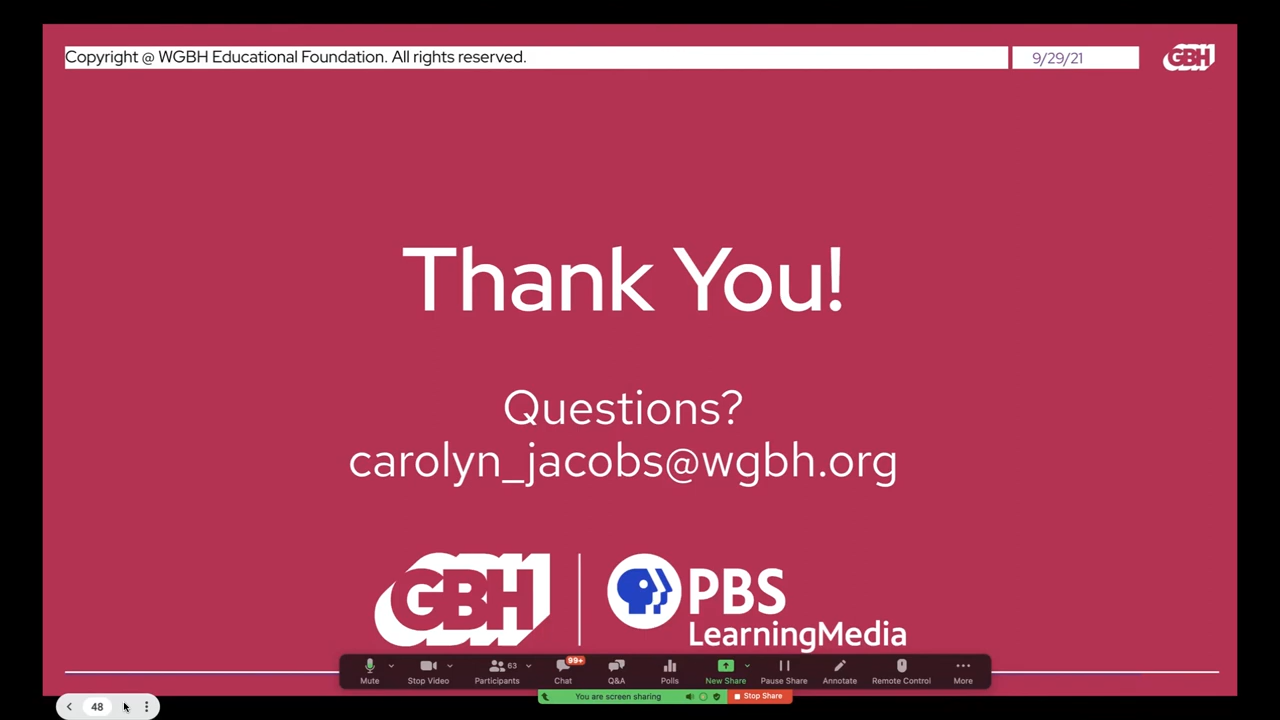 Copyright @ WGBH Educational Foundation. All rights reserved.
9/29/21
GBH
Thank You!
Questions?
carolyn_jacobs@wgbh.org
GBH
PBS
LearningMedia
63
99+
Mute
Stop Video
Participants
Chat
Q&A
Polls
New Share
Pause Share
Annotate
Remote Control
More
You are screen sharing
Stop Share
48